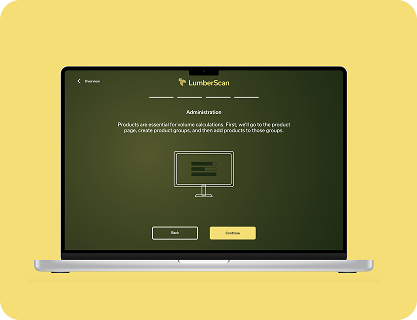 Overview
LumberScan
Administration
Products are essential for volume calculations. First, we'll go to the product
page, create product groups, and then add products to those groups.
Back
Continue